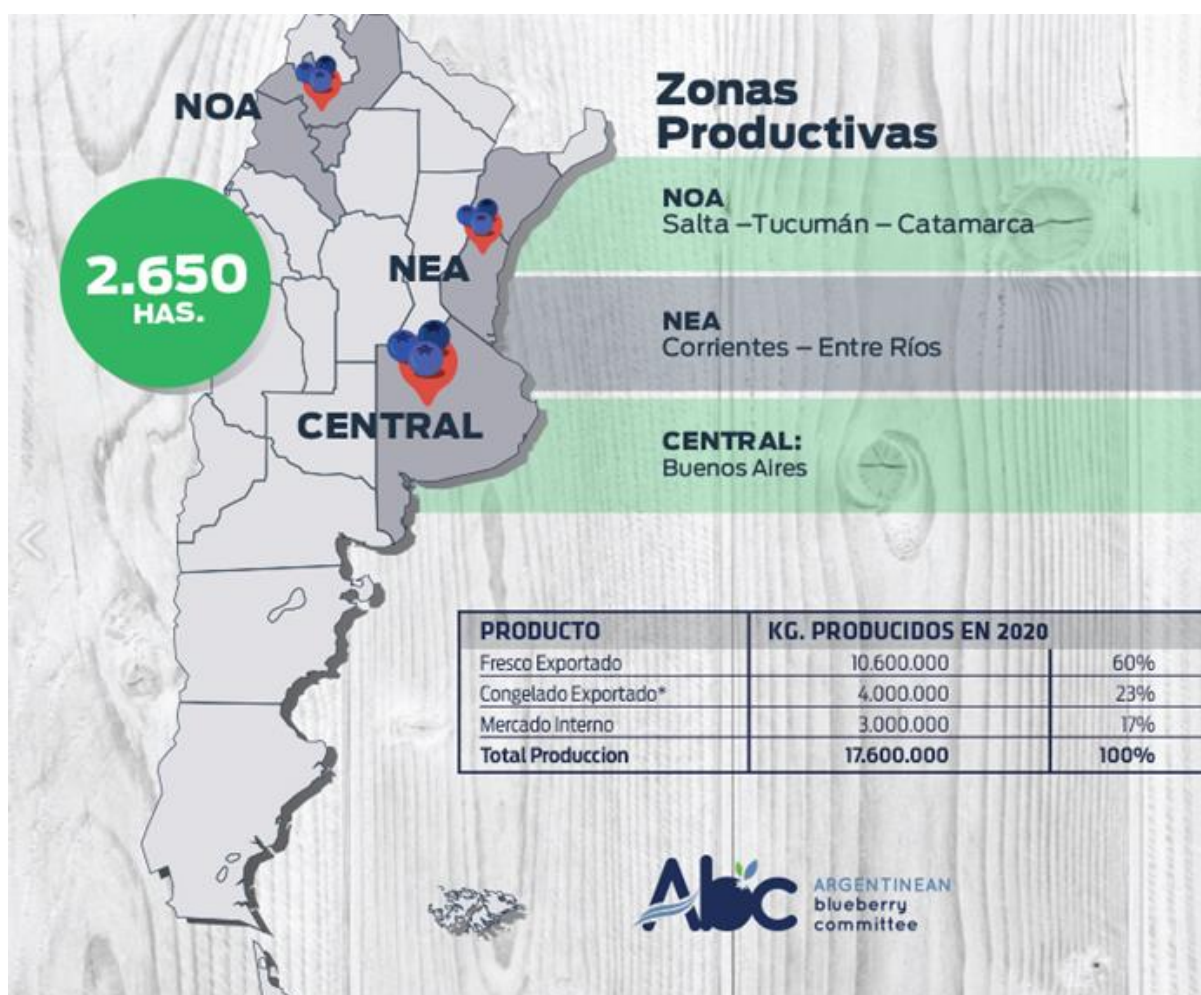 Zonas
Productivas
NOA
NOA
Salta –Tucumán – Catamarca
2.650
HAS.
NEA
NEA
Corrientes – Entre Ríos
CENTRAL
CENTRAL:
Buenos Aires
PRODUCTO KG. PRODUCIDOS EN 2020
Fresco Exportado 10.600.000 60%
Congelado Exportado* 4.000.000 23%
Mercado Interno 3.000.000 17%
Total Produccion 17.600.000 100%
Abc
ARGENTINEAN
blueberry
committee